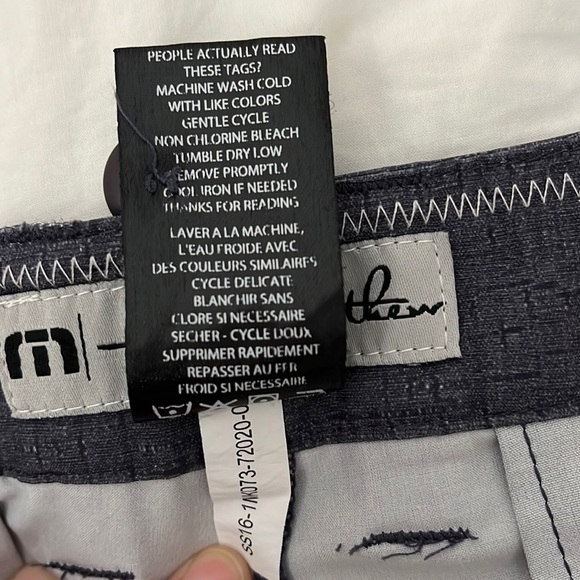 PEOPLE ACTUALLY READ
THESE TAGS?
MACHINE WASH COLD
WITH LIKE COLORS
GENTLE CYCLE
NON CHLORINE BLEACH
TUMBLE DRY LOW
REMOVE PROMPTLY
COOL IRON IF NEEDED
THANKS FOR READING
LAVER A LA MACHINE,
L'EAU FROIDE AVEC
DES COULEURS SIMILAIRES
CYCLE DELICATE
BLANCHIR SANS
CLORE SI NECESSAIRE
SECHER - CYCLE DOUX
SUPPRIMER RAPIDEMENT
REPASSER AU FER
FROID SI NECESSAIRE
m
thew